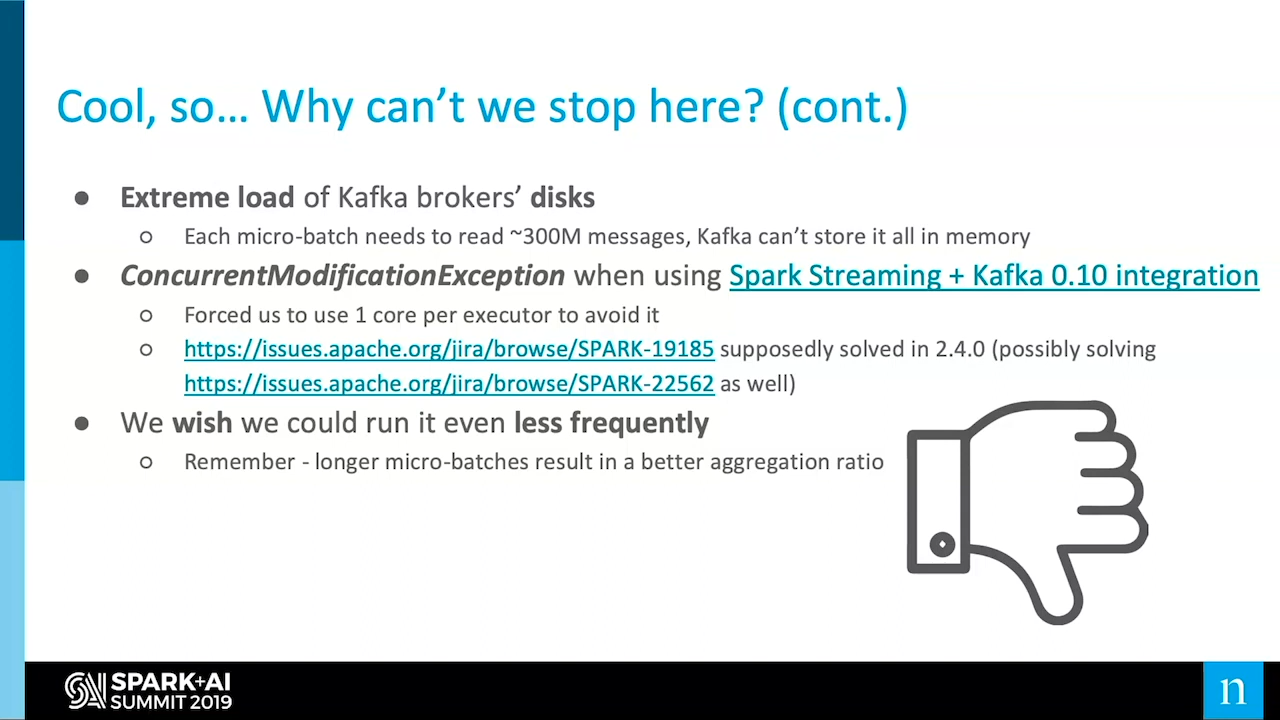 Cool, so... Why can't we stop here? (cont.)
● Extreme load of Kafka brokers' disks
○ Each micro-batch needs to read ~300M messages, Kafka can't store it all in memory
● ConcurrentModificationException when using Spark Streaming + Kafka 0.10 integration
○ Forced us to use 1 core per executor to avoid it
○ https://issues.apache.org/jira/browse/SPARK-19185 supposedly solved in 2.4.0 (possibly solving
https://issues.apache.org/jira/browse/SPARK-22562 as well)
● We wish we could run it even less frequently
○ Remember - longer micro-batches result in a better aggregation ratio
SPARK+AI
SUMMIT 2019
n